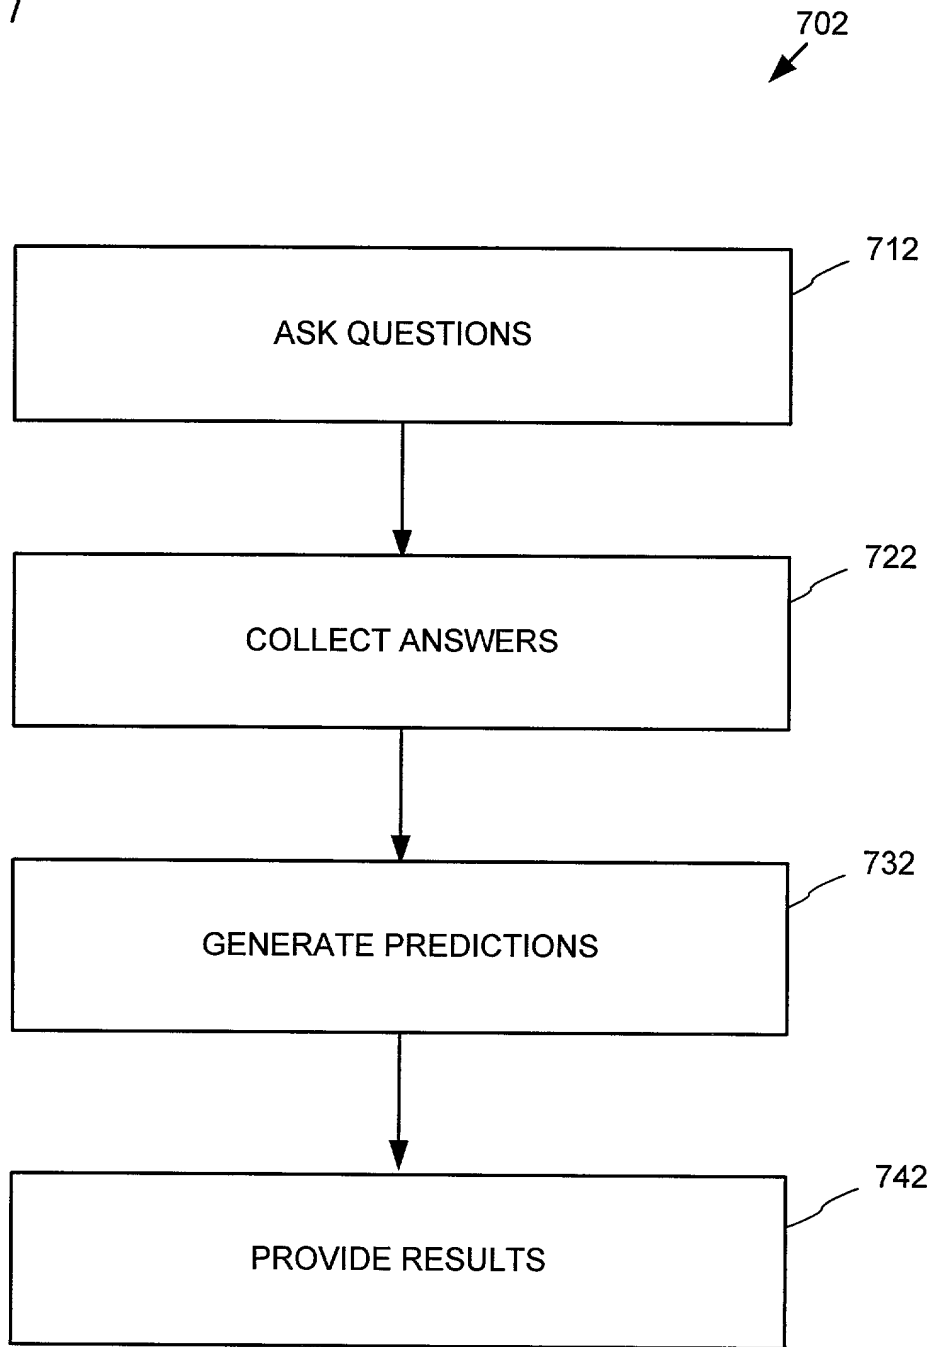 702
712
ASK QUESTIONS
722
COLLECT ANSWERS
732
GENERATE PREDICTIONS
742
PROVIDE RESULTS